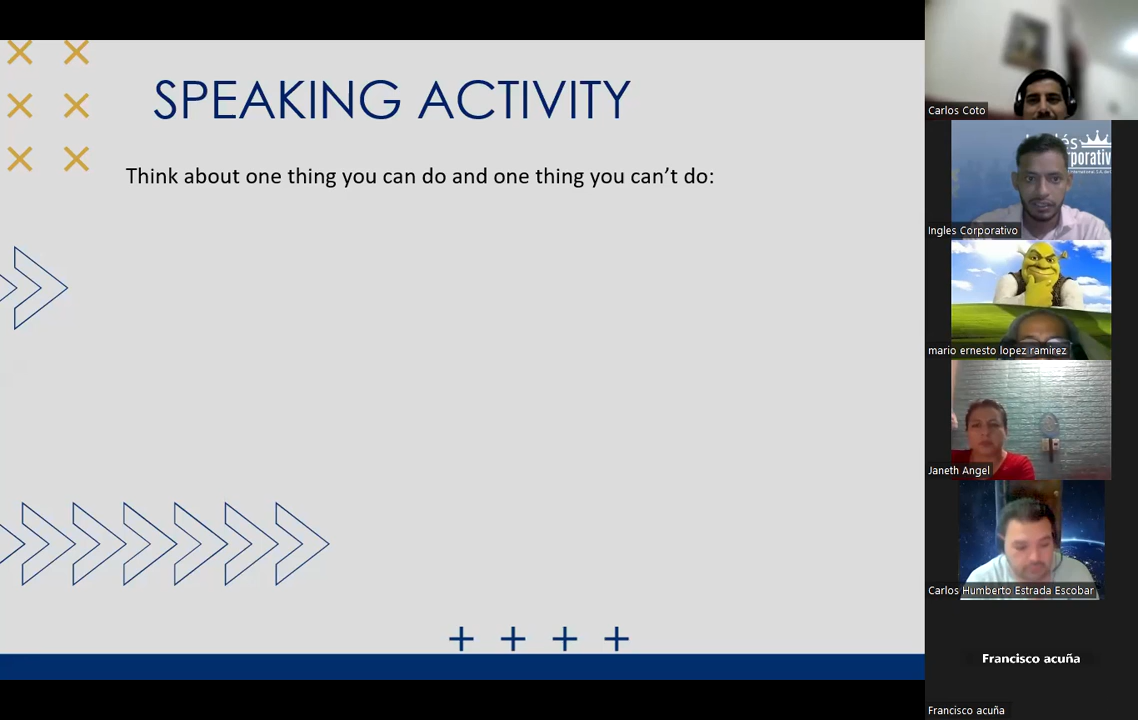 SPEAKING ACTIVITY
Think about one thing you can do and one thing you can't do:
Carlos Coto
Ingles Corporativo
mario ernesto lopez ramirez
Janeth Angel
Carlos Humberto Estrada Escobar
Francisco acuña
Francisco acuña